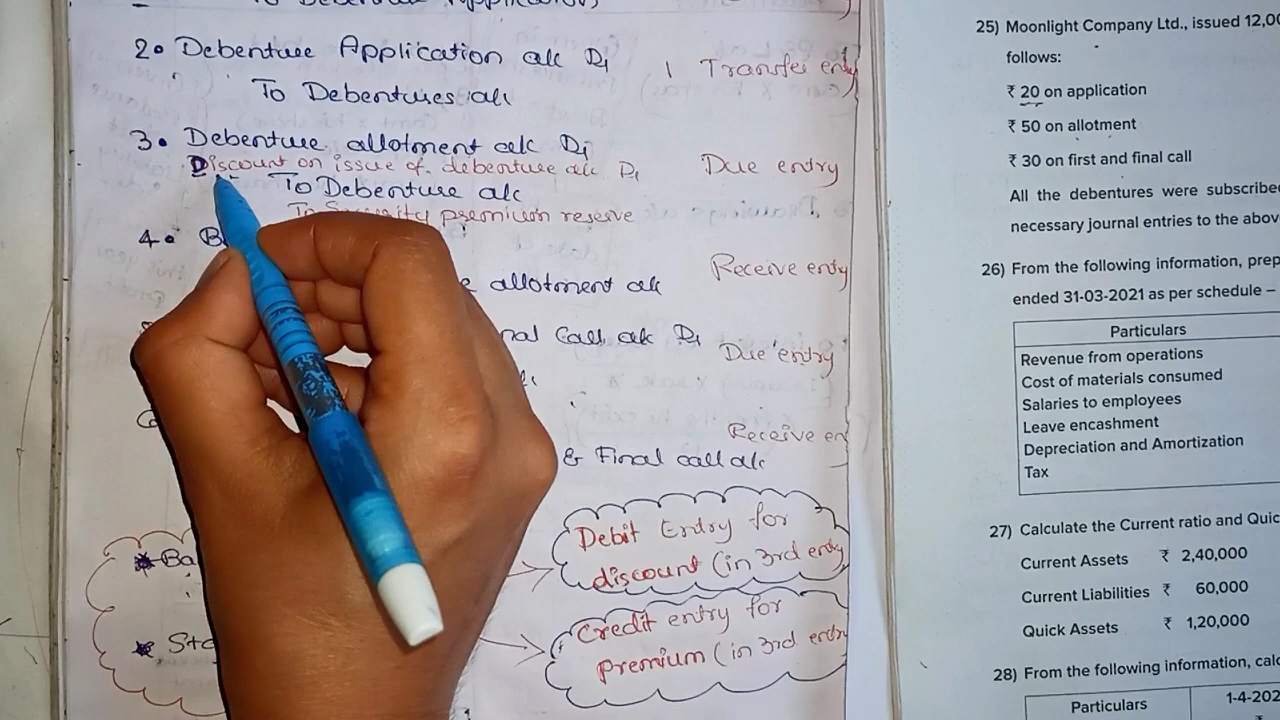 To Debenture Application
2. Debenture Application a/c Dr
1 Transfer entry
To Debentures a/c
3. Debenture allotment a/c Dr
Discount on issue of debenture a/c Dr
Due entry
To Debenture a/c
To Security premium reserve
4.
allotment a/c
Receive entry
Call a/c Dr
Due entry
Receive en
& Final call a/c
Debit Entry for
discount (in 3rd entry
Credit entry for
premium (in 3rd entry
25) Moonlight Company Ltd., issued 12,00
follows:
₹ 20 on application
₹ 50 on allotment
₹ 30 on first and final call
All the debentures were subscribe
necessary journal entries to the abov
26) From the following information, prep
ended 31-03-2021 as per schedule –
Particulars
Revenue from operations
Cost of materials consumed
Salaries to employees
Leave encashment
Depreciation and Amortization
Tax
27) Calculate the Current ratio and Quic
Current Assets ₹ 2,40,000
Current Liabilities ₹ 60,000
Quick Assets ₹ 1,20,000
28) From the following information, calc
Particulars 1-4-202
₹